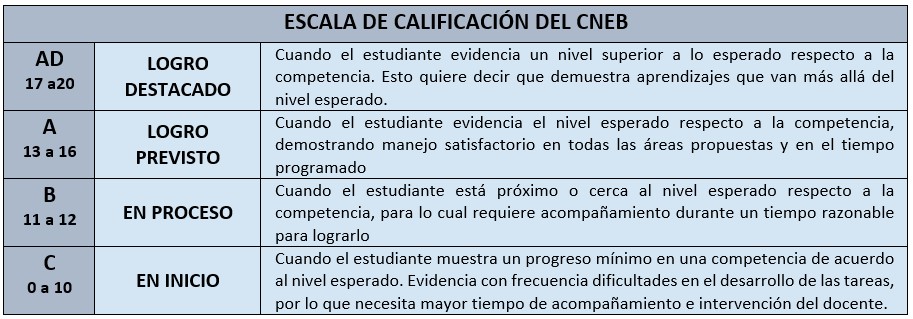 ESCALA DE CALIFICACIÓN DEL CNEB
AD
17 a20
LOGRO
DESTACADO
Cuando el estudiante evidencia un nivel superior a lo esperado respecto a la
competencia. Esto quiere decir que demuestra aprendizajes que van más allá del
nivel esperado.
A
13 a 16
LOGRO
PREVISTO
Cuando el estudiante evidencia el nivel esperado respecto a la competencia,
demostrando manejo satisfactorio en todas las áreas propuestas y en el tiempo
programado
B
11 a 12
EN PROCESO
Cuando el estudiante está próximo o cerca al nivel esperado respecto a la
competencia, para lo cual requiere acompañamiento durante un tiempo razonable
para lograrlo
C
0 a 10
EN INICIO
Cuando el estudiante muestra un progreso mínimo en una competencia de acuerdo
al nivel esperado. Evidencia con frecuencia dificultades en el desarrollo de las tareas,
por lo que necesita mayor tiempo de acompañamiento e intervención del docente.